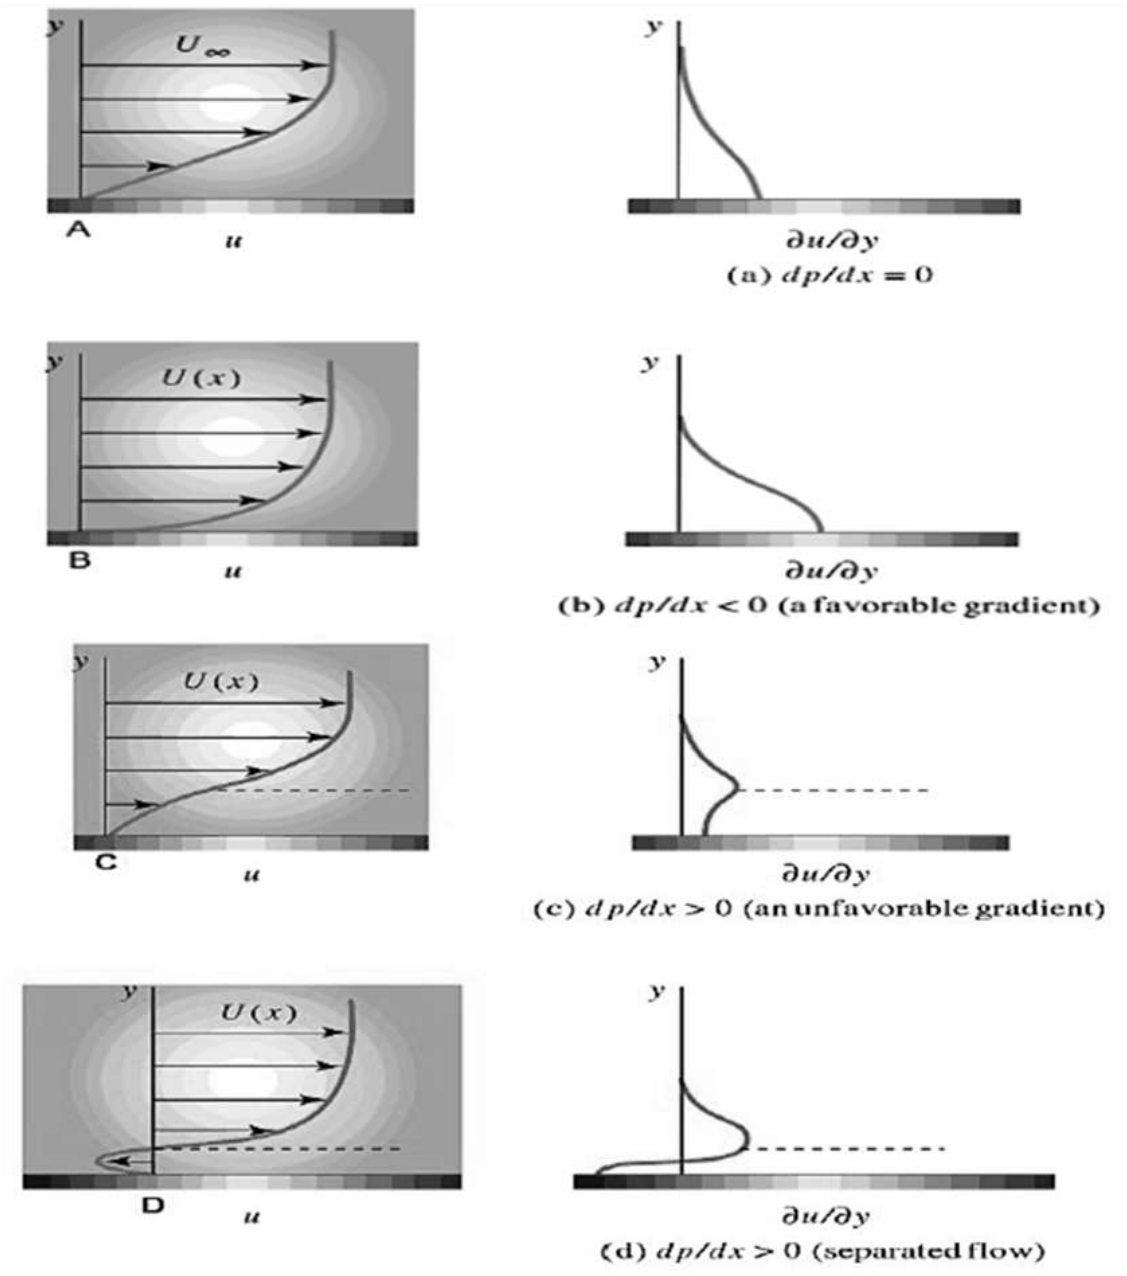 y
U∞
A
u
y
∂u/∂y
(a) dp/dx = 0
y
U(x)
B
u
y
∂u/∂y
(b) dp/dx < 0 (a favorable gradient)
y
U(x)
C
u
y
∂u/∂y
(c) dp/dx > 0 (an unfavorable gradient)
y
U(x)
D
u
y
∂u/∂y
(d) dp/dx > 0 (separated flow)